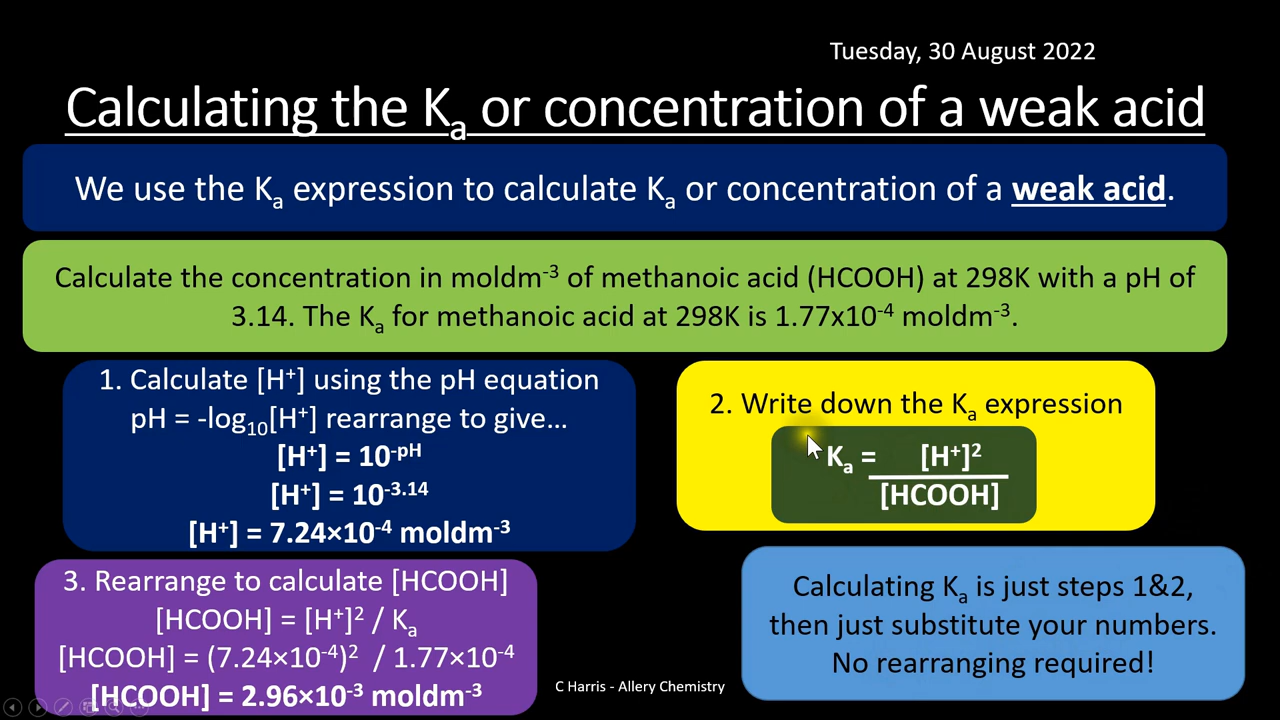 Tuesday, 30 August 2022
Calculating the Kₐ or concentration of a weak acid
We use the Kₐ expression to calculate Kₐ or concentration of a weak acid.
Calculate the concentration in moldm⁻³ of methanoic acid (HCOOH) at 298K with a pH of
3.14. The Kₐ for methanoic acid at 298K is 1.77x10⁻⁴ moldm⁻³.
1. Calculate [H⁺] using the pH equation
pH = -log₁₀[H⁺] rearrange to give...
[H⁺] = 10⁻ᵖᴴ
[H⁺] = 10⁻³·¹⁴
[H⁺] = 7.24×10⁻⁴ moldm⁻³
2. Write down the Kₐ expression
Kₐ = [H⁺]²
[HCOOH]
3. Rearrange to calculate [HCOOH]
[HCOOH] = [H⁺]² / Kₐ
[HCOOH] = (7.24×10⁻⁴)² / 1.77×10⁻⁴
[HCOOH] = 2.96×10⁻³ moldm⁻³
Calculating Kₐ is just steps 1&2,
then just substitute your numbers.
No rearranging required!
C Harris - Allery Chemistry